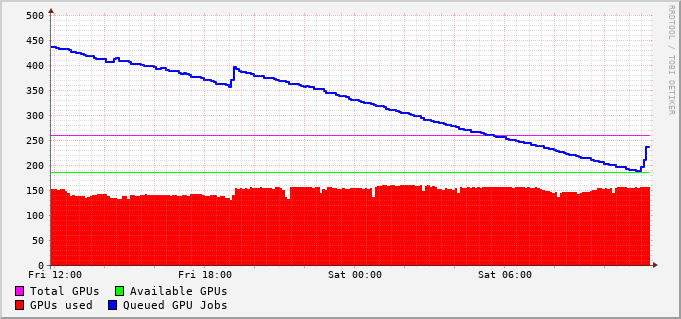 500
450
400
350
300
250
200
150
100
50
0
Fri 12:00 Fri 18:00 Sat 00:00 Sat 06:00
Total GPUs Available GPUs
GPUs used Queued GPU Jobs
RRDTOOL / TOBI OETIKER